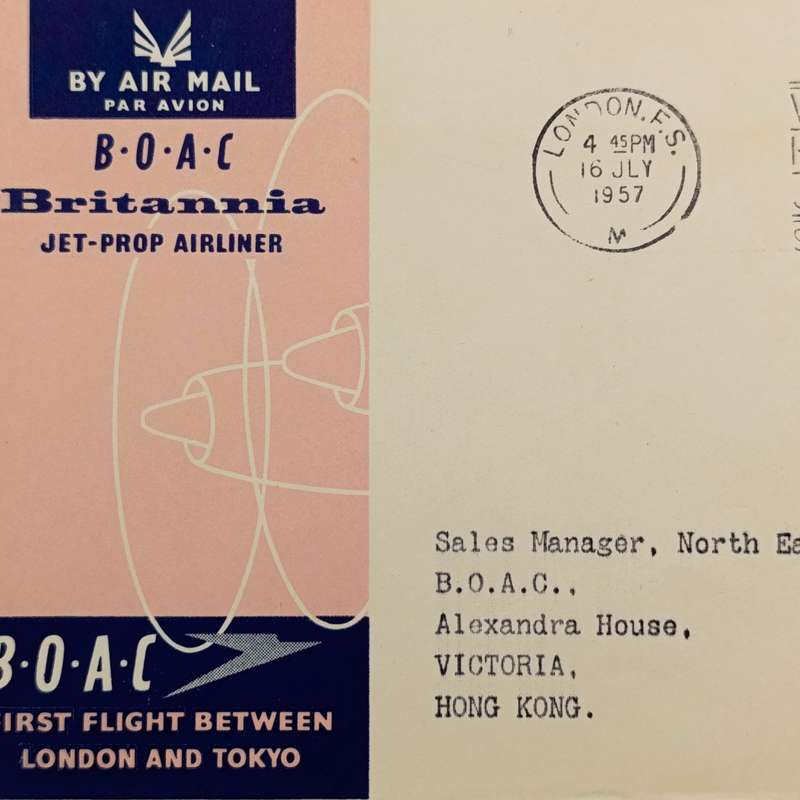 BY AIR MAIL
PAR AVION
B·O·A·C
Britannia
JET-PROP AIRLINER
B·O·A·C
FIRST FLIGHT BETWEEN
LONDON AND TOKYO
LONDON. F.S.
4 45PM
16 JLY
1957
M
Sales Manager, North Ea
B.O.A.C.,
Alexandra House,
VICTORIA,
HONG KONG.